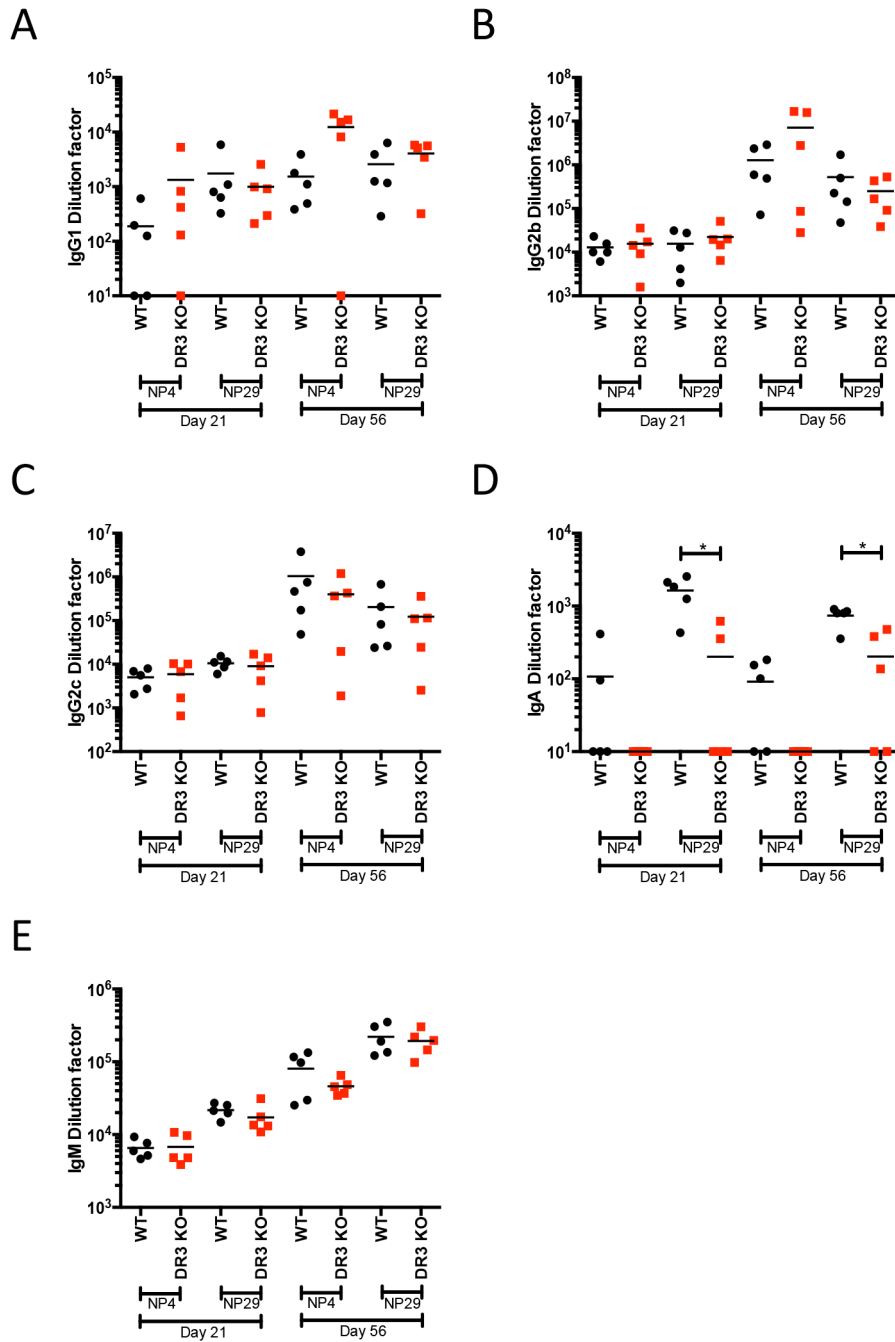 A
B
IgG1 Dilution factor
10^5
10^4
10^3
10^2
10^1
WT
DR3 KO
WT
DR3 KO
WT
DR3 KO
WT
DR3 KO
NP4
NP29
NP4
NP29
Day 21
Day 56
IgG2b Dilution factor
10^8
10^7
10^6
10^5
10^4
10^3
WT
DR3 KO
WT
DR3 KO
WT
DR3 KO
WT
DR3 KO
NP4
NP29
NP4
NP29
Day 21
Day 56
C
D
IgG2c Dilution factor
10^7
10^6
10^5
10^4
10^3
10^2
WT
DR3 KO
WT
DR3 KO
WT
DR3 KO
WT
DR3 KO
NP4
NP29
NP4
NP29
Day 21
Day 56
IgA Dilution factor
10^4
10^3
10^2
10^1
*
*
WT
DR3 KO
WT
DR3 KO
WT
DR3 KO
WT
DR3 KO
NP4
NP29
NP4
NP29
Day 21
Day 56
E
IgM Dilution factor
10^6
10^5
10^4
10^3
WT
DR3 KO
WT
DR3 KO
WT
DR3 KO
WT
DR3 KO
NP4
NP29
NP4
NP29
Day 21
Day 56